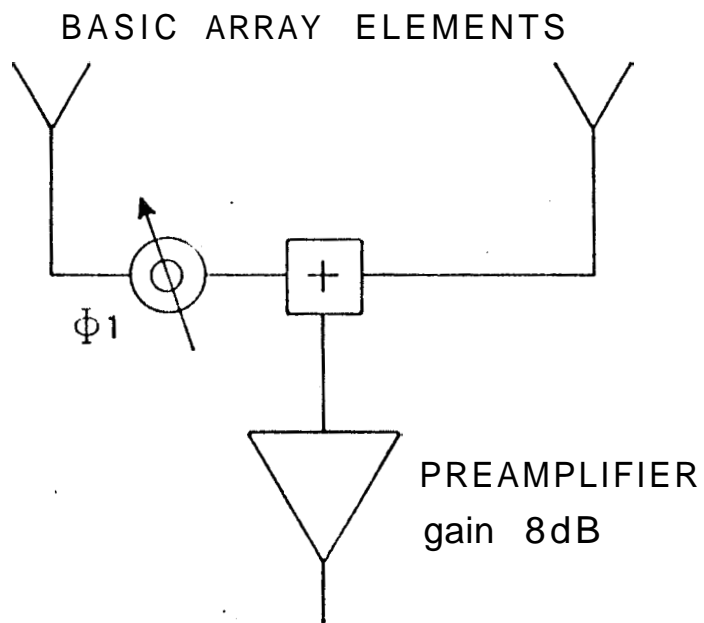 BASIC ARRAY ELEMENTS
+
Φ1
PREAMPLIFIER
gain 8dB